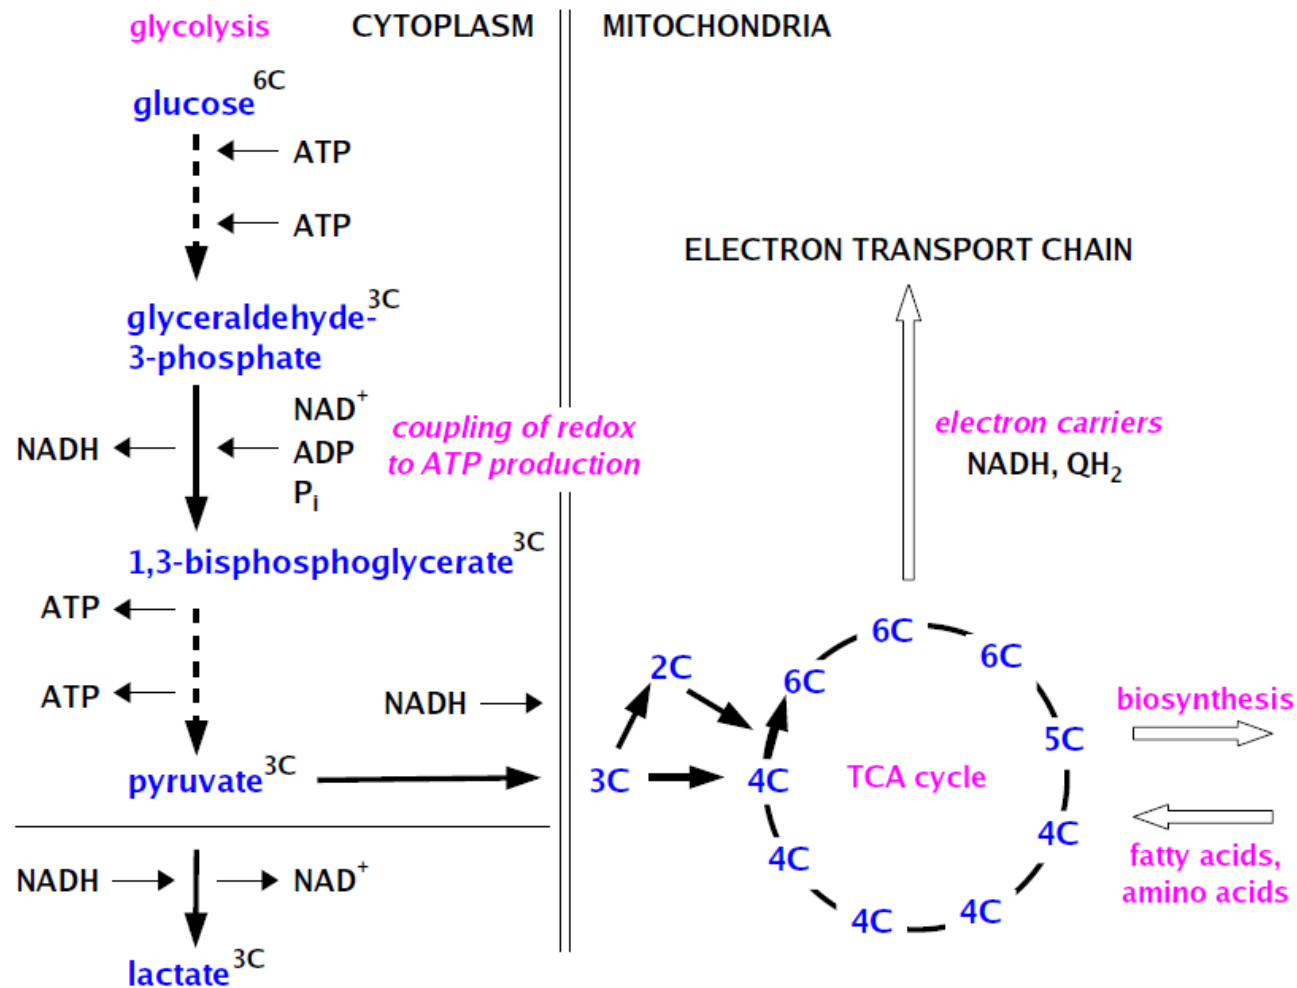 glycolysis CYTOPLASM MITOCHONDRIA
glucose 6C
ATP
ATP
ELECTRON TRANSPORT CHAIN
glyceraldehyde- 3C
3-phosphate
NAD+
NADH ADP
Pi
coupling of redox
to ATP production
electron carriers
NADH, QH2
1,3-bisphosphoglycerate 3C
ATP
ATP
NADH
pyruvate 3C
3C
2C
4C
6C
6C
6C
5C
4C
4C
4C
4C
TCA cycle
biosynthesis
fatty acids,
amino acids
NADH NAD+
lactate 3C